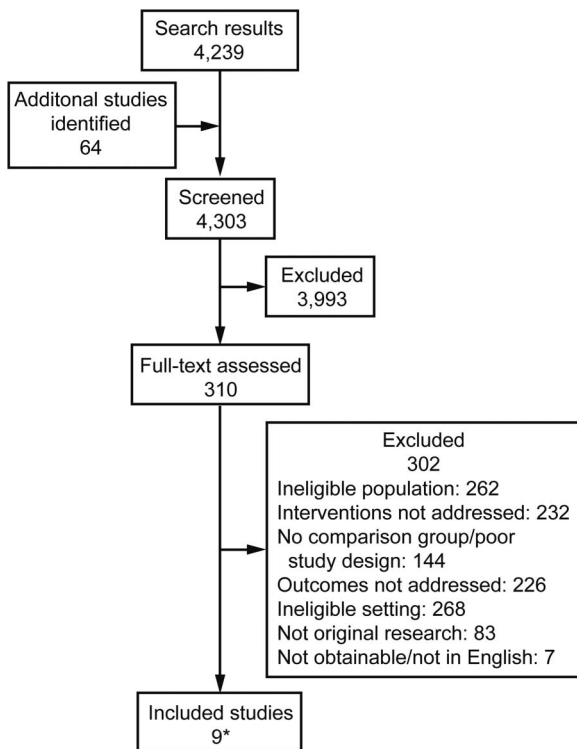 Search results
4,239
Additonal studies
identified
64
Screened
4,303
Excluded
3,993
Full-text assessed
310
Excluded
302
Ineligible population: 262
Interventions not addressed: 232
No comparison group/poor
study design: 144
Outcomes not addressed: 226
Ineligible setting: 268
Not original research: 83
Not obtainable/not in English: 7
Included studies
9*